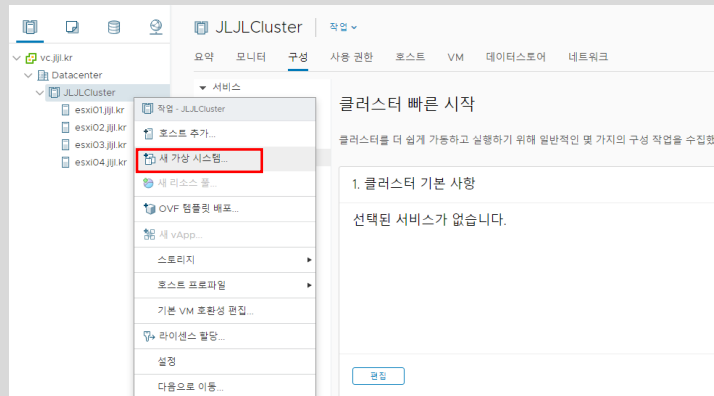 JLJLCluster
작업
vc.jljl.kr
Datacenter
JLJLCluster
esxi01.jljl.kr
esxi02.jljl.kr
esxi03.jljl.kr
esxi04.jljl.kr
요약 모니터 구성 사용 권한 호스트 VM 데이터스토어 네트워크
서비스
작업 - JLJLCluster
호스트 추가...
새 가상 시스템...
새 리소스 풀...
OVF 템플릿 배포...
새 vApp...
스토리지
호스트 프로파일
기본 VM 호환성 편집...
라이센스 할당...
설정
다음으로 이동...
클러스터 빠른 시작
클러스터를 더 쉽게 가동하고 실행하기 위해 일반적인 몇 가지의 구성 작업을 수집했
1. 클러스터 기본 사항
선택된 서비스가 없습니다.
편집